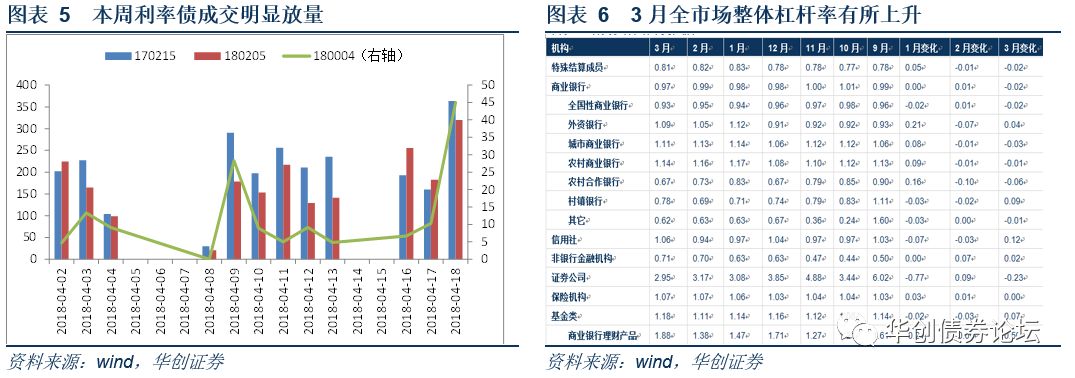 图表 5 本周利率债成交明显放量
170215 180205 180004（右轴）
400 50
350 45
300 40
250 35
200 30
150 25
100 20
50 15
0 10
5
0
2018-04-02
2018-04-03
2018-04-04
2018-04-05
2018-04-06
2018-04-07
2018-04-08
2018-04-09
2018-04-10
2018-04-11
2018-04-12
2018-04-13
2018-04-14
2018-04-15
2018-04-16
2018-04-17
2018-04-18
资料来源：wind，华创证券
图表 6 3 月全市场整体杠杆率有所上升
机构 3 月 2 月 1 月 12 月 11 月 10 月 9 月 1 月变化 2 月变化 3 月变化
特殊结算成员 0.81 0.82 0.83 0.78 0.78 0.77 0.78 0.05 -0.01 -0.02
商业银行 0.97 0.99 0.98 0.98 1.00 1.01 0.99 0.00 0.01 -0.02
全国性商业银行 0.93 0.95 0.94 0.96 0.97 0.98 0.96 -0.02 0.01 -0.02
外资银行 1.09 1.05 1.12 0.91 0.92 0.92 0.93 0.21 -0.07 0.04
城市商业银行 1.11 1.13 1.14 1.06 1.12 1.12 1.06 0.08 -0.01 -0.03
农村商业银行 1.14 1.16 1.17 1.08 1.10 1.12 1.13 0.09 -0.01 -0.01
农村合作银行 0.67 0.73 0.83 0.67 0.79 0.85 0.90 0.16 -0.10 -0.06
村镇银行 0.78 0.69 0.71 0.74 0.79 0.83 1.11 -0.03 -0.02 0.09
其它 0.62 0.63 0.63 0.67 0.36 0.24 1.60 -0.03 0.00 -0.01
信用社 1.06 0.94 0.97 1.04 0.97 0.97 1.03 -0.07 -0.03 0.12
非银行金融机构 0.71 0.70 0.63 0.63 0.47 0.44 0.50 0.00 0.07 0.02
证券公司 2.95 3.17 3.08 3.85 4.88 3.44 6.02 -0.77 0.09 -0.23
保险机构 1.07 1.07 1.06 1.03 1.04 1.04 1.03 0.03 0.01 0.00
基金类 1.18 1.11 1.14 1.16 1.12 1.14 -0.02 -0.03 0.07
商业银行理财产品 1.88 1.38 1.47 1.71 1.27
华创债券论坛
资料来源：wind，华创证券